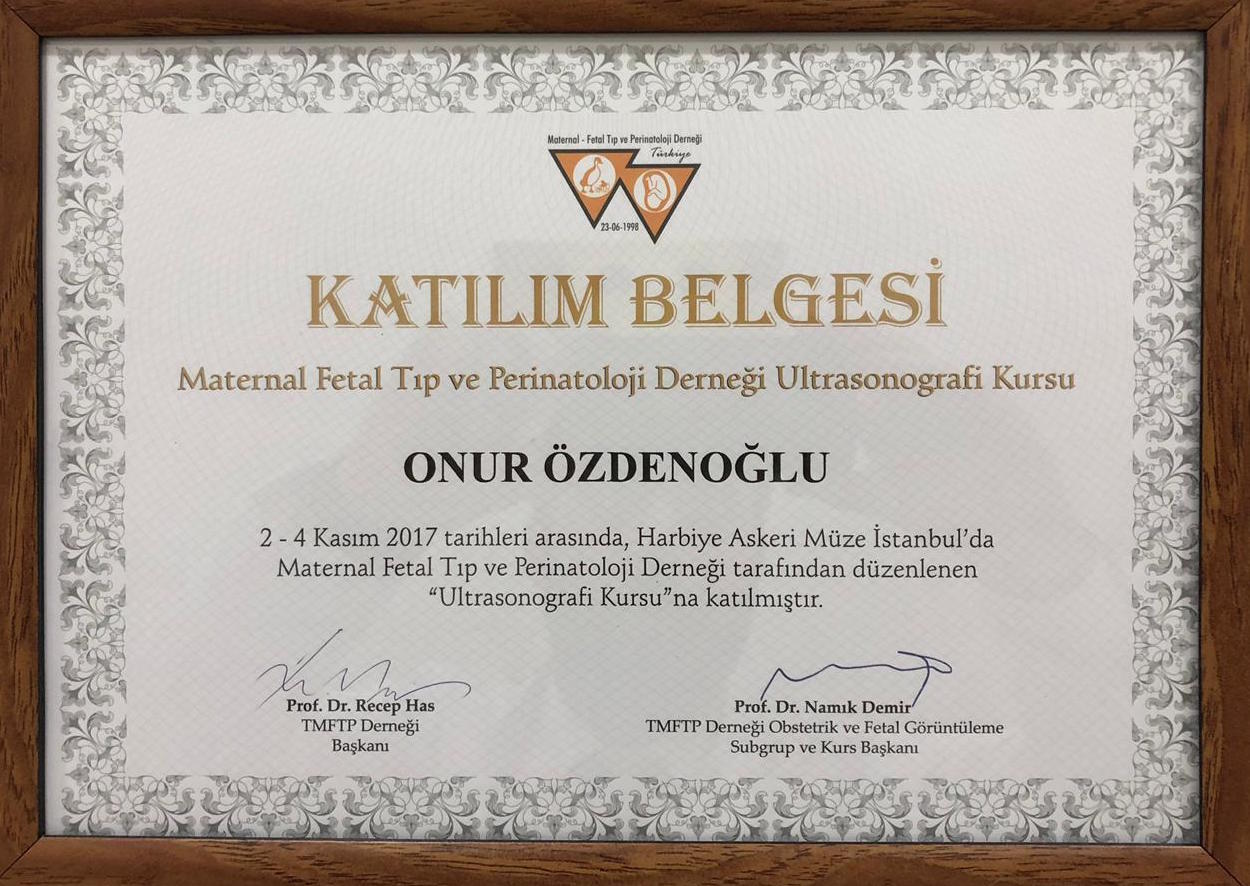 Maternal - Fetal Tıp ve Perinatoloji Derneği
Türkiye
23-06-1998
KATILIM BELGESİ
Maternal Fetal Tıp ve Perinatoloji Derneği Ultrasonografi Kursu
ONUR ÖZDENOĞLU
2 - 4 Kasım 2017 tarihleri arasında, Harbiye Askeri Müze İstanbul’da
Maternal Fetal Tıp ve Perinatoloji Derneği tarafından düzenlenen
“Ultrasonografi Kursu”na katılmıştır.
Prof. Dr. Recep Has
TMFTP Derneği
Başkanı
Prof. Dr. Namık Demir
TMFTP Derneği Obstetrik ve Fetal Görüntüleme
Subgrup ve Kurs Başkanı